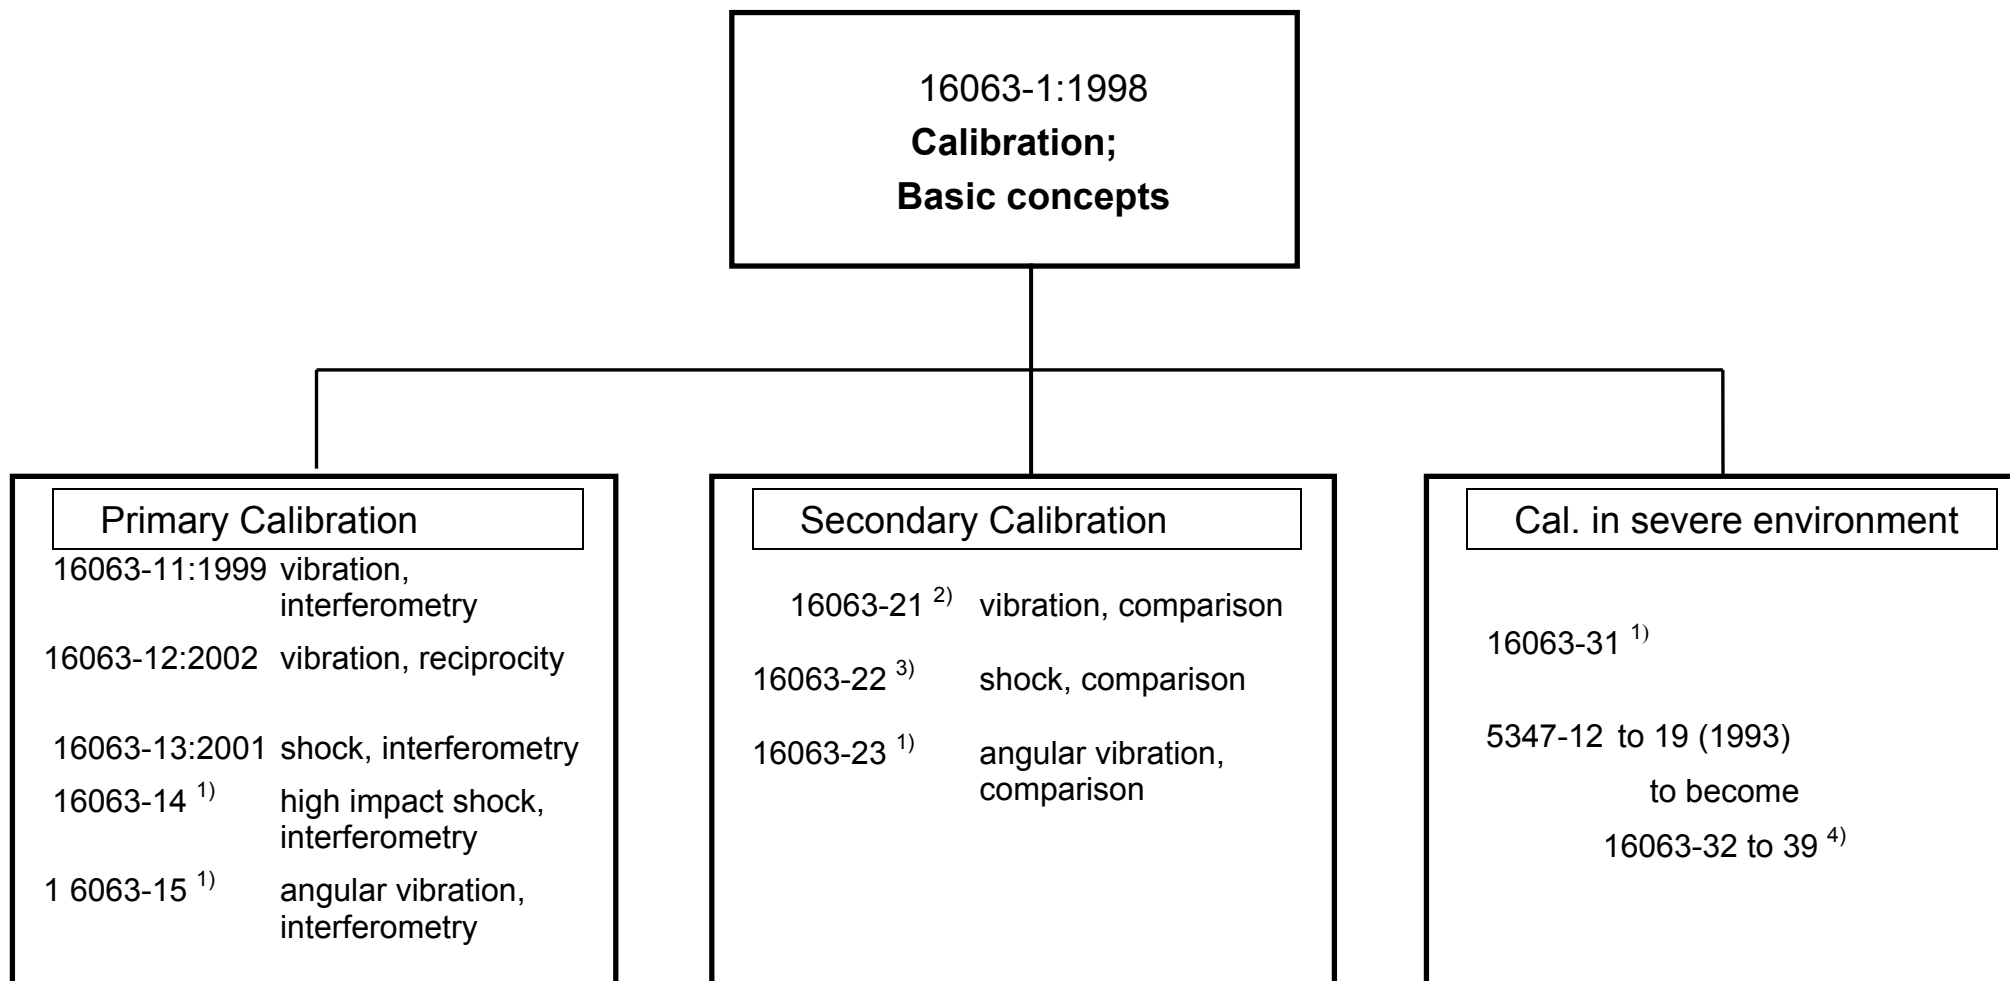 16063-1:1998
Calibration;
Basic concepts
Primary Calibration
16063-11:1999 vibration,
interferometry
16063-12:2002 vibration, reciprocity
16063-13:2001 shock, interferometry
16063-14 1) high impact shock,
interferometry
1 6063-15 1) angular vibration,
interferometry
Secondary Calibration
16063-21 2) vibration, comparison
16063-22 3) shock, comparison
16063-23 1) angular vibration,
comparison
Cal. in severe environment
16063-31 1)
5347-12 to 19 (1993)
to become
16063-32 to 39 4)